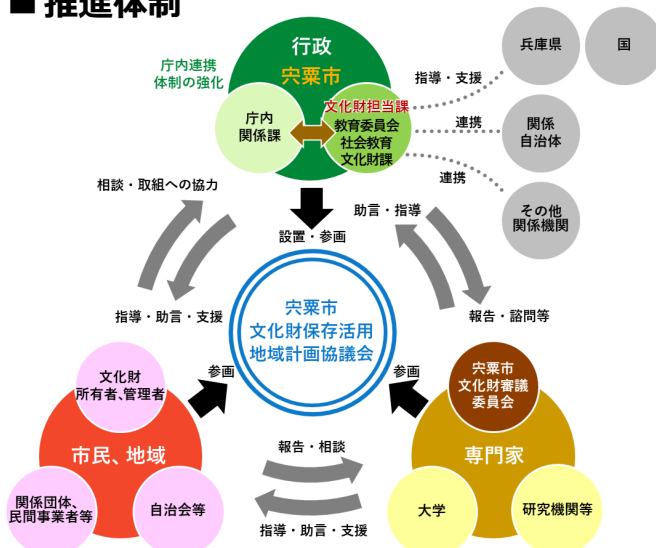 ■ 推進体制
行政
宍粟市
庁内連携
体制の強化
庁内
関係課
文化財担当課
教育委員会
社会教育
文化財課
指導・支援
兵庫県
国
連携
関係
自治体
連携
その他
関係機関
相談・取組への協力
助言・指導
設置・参画
指導・助言・支援
報告・諮問等
宍粟市
文化財保存活用
地域計画協議会
参画
参画
文化財
所有者、管理者
市民、地域
関係団体、
民間事業者等
自治会等
宍粟市
文化財審議
委員会
専門家
大学
研究機関等
報告・相談
指導・助言・支援